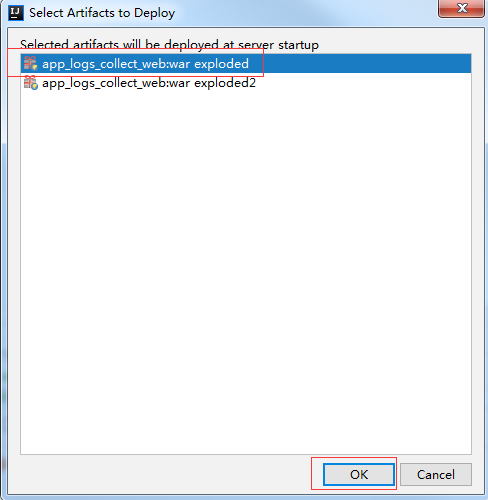 IJ Select Artifacts to Deploy
Selected artifacts will be deployed at server startup
app_logs_collect_web:war exploded
app_logs_collect_web:war exploded2
OK Cancel